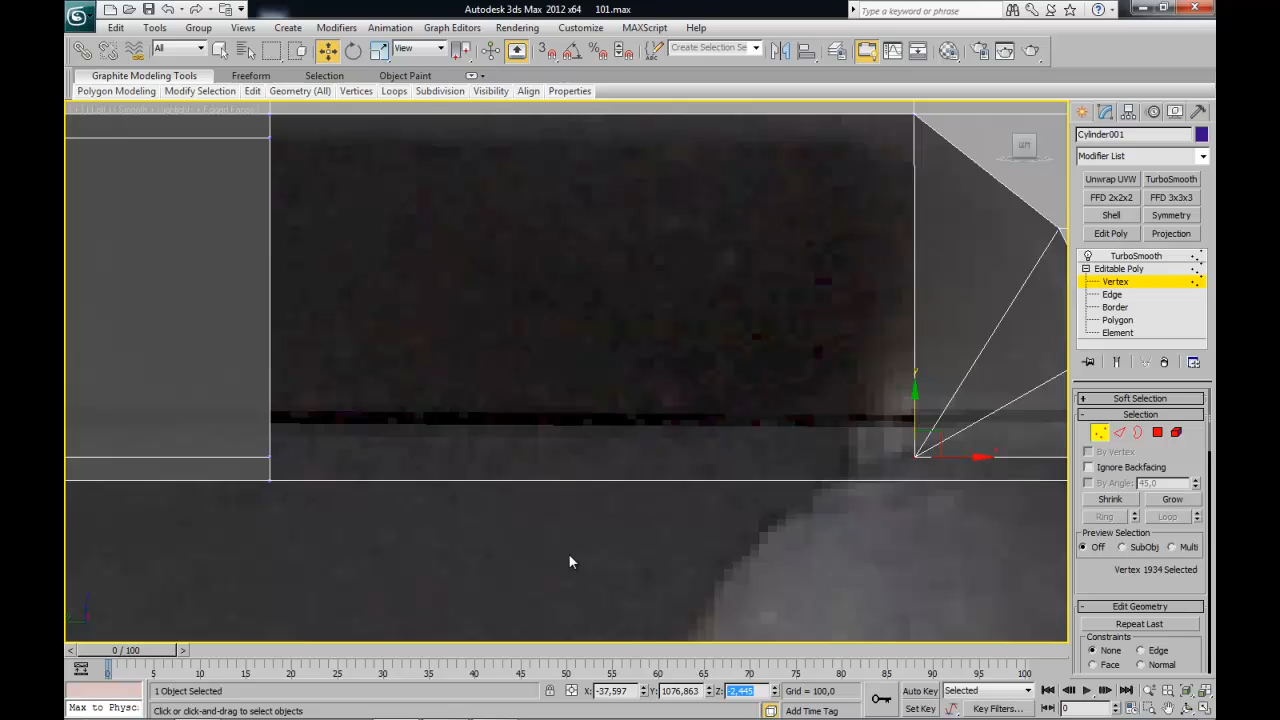 Autodesk 3ds Max 2012 x64 101.max
Type a keyword or phrase
Edit Tools Group Views Create Modifiers Animation Graph Editors Rendering Customize MAXScript Help
All View Create Selection Se
Graphite Modeling Tools Freeform Selection Object Paint
Polygon Modeling Modify Selection Edit Geometry (All) Vertices Loops Subdivision Visibility Align Properties
Cylinder001
Modifier List
Unwrap UVW TurboSmooth
FFD 2x2x2 FFD 3x3x3
Shell Symmetry
Edit Poly Projection
TurboSmooth
Editable Poly
Vertex
Edge
Border
Polygon
Element
Soft Selection
Selection
By Vertex
Ignore Backfacing
By Angle: 45,0
Shrink Grow
Ring Loop
Preview Selection
Off SubObj Multi
Vertex 1934 Selected
Edit Geometry
Repeat Last
Constraints
None Edge
Face Normal
0 / 100
0 5 10 15 20 25 30 35 40 45 50 55 60 65 70 75 80 85 90 95 100
1 Object Selected X: -37,597 Y: 1076,863 Z: -2,445 Grid = 100,0 Auto Key Selected
Max to Physc Click or click-and-drag to select objects Add Time Tag Set Key Key Filters... 0